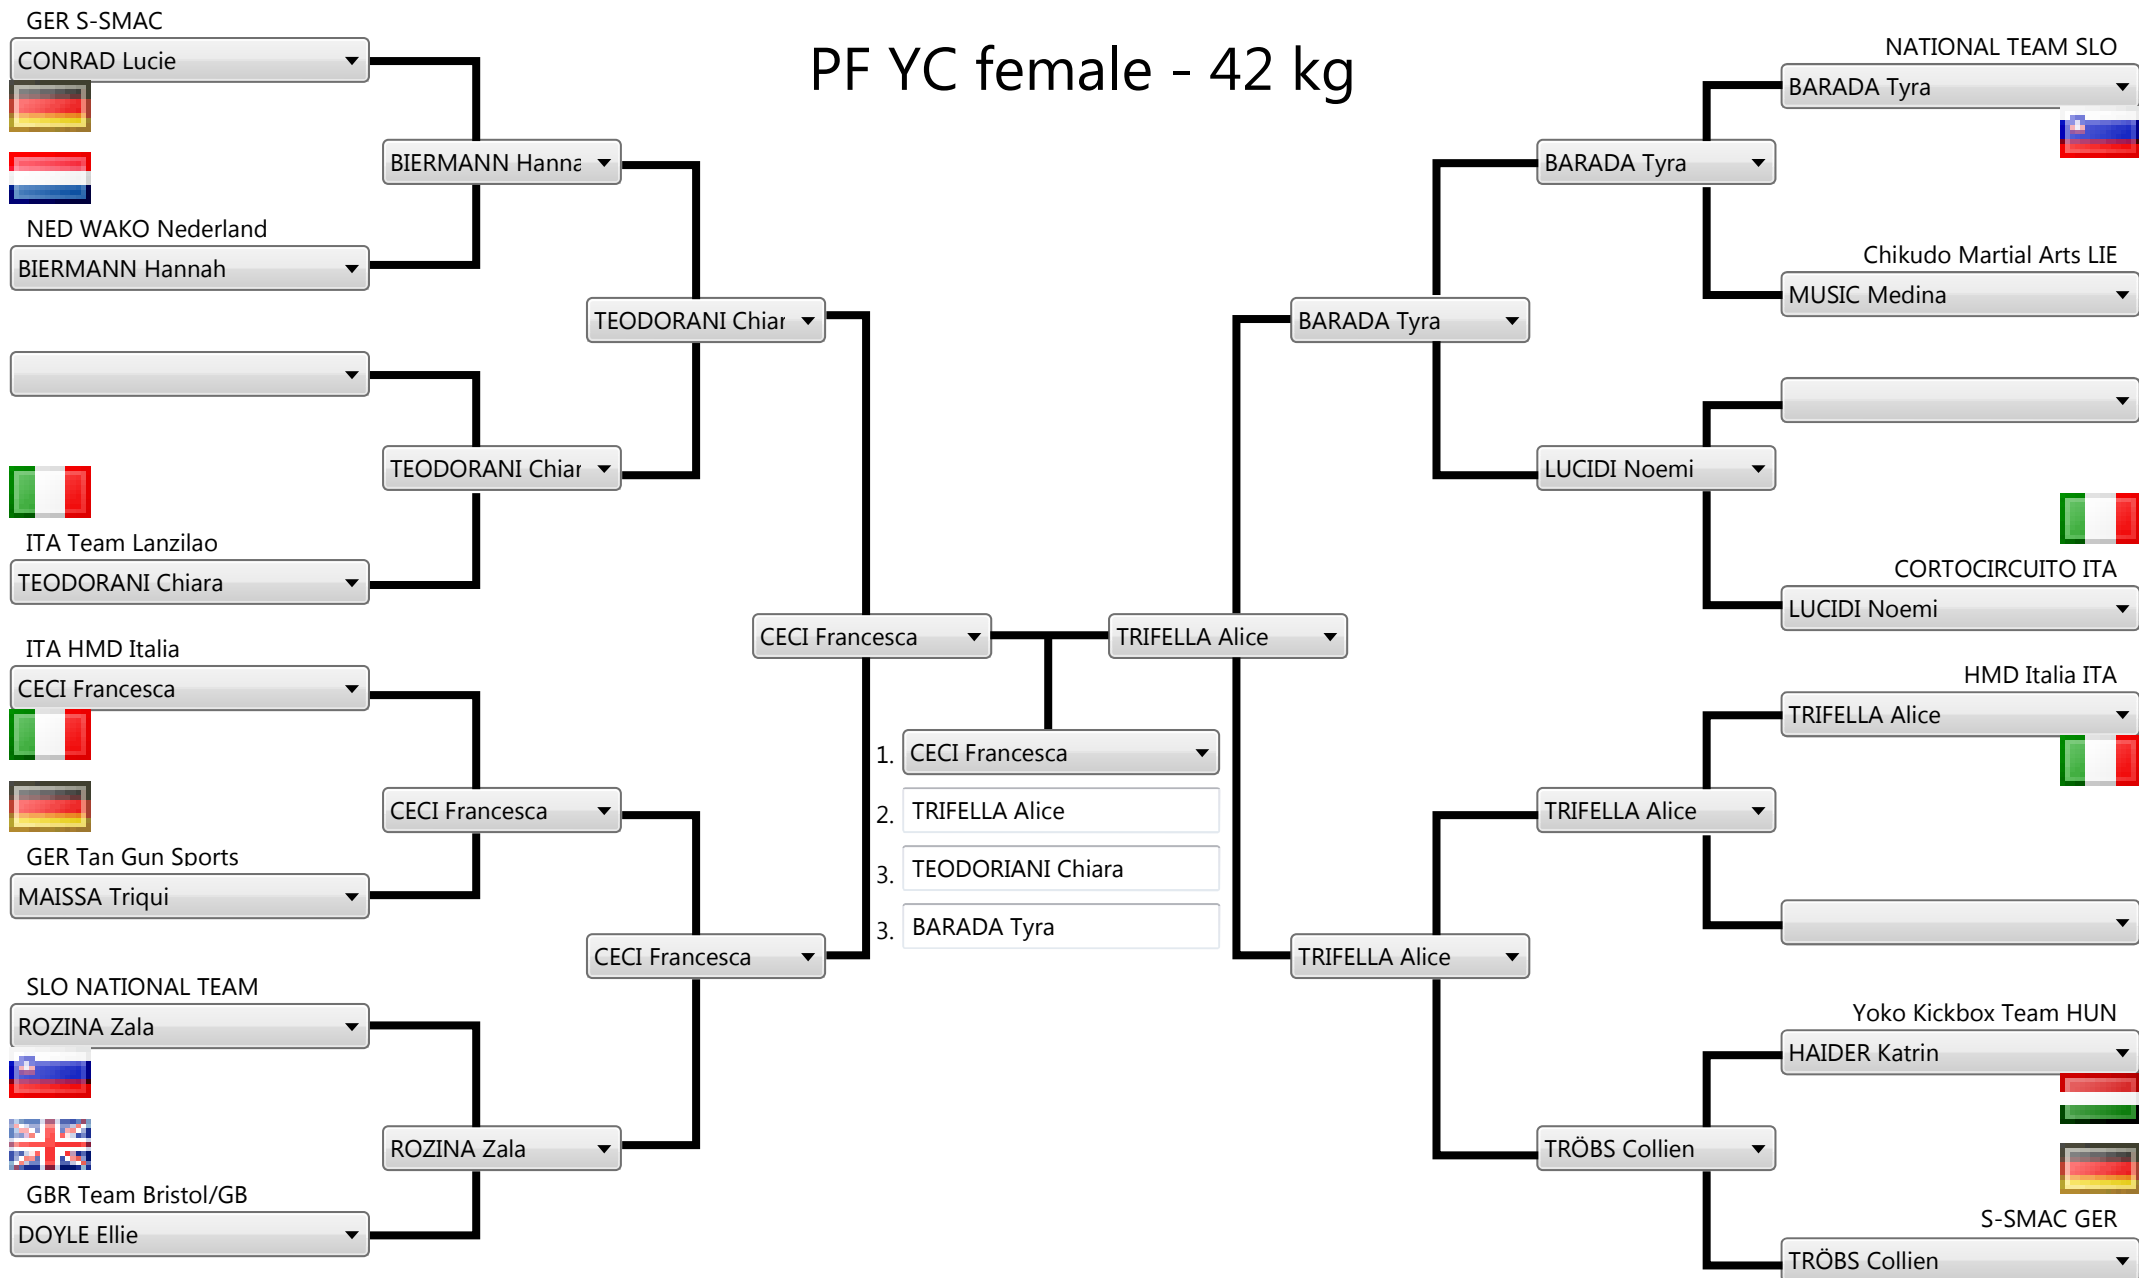 PF YC female - 42 kg
GER S-SMAC
CONRAD Lucie
NED WAKO Nederland
BIERMANN Hannah
ITA Team Lanzilao
TEODORANI Chiara
ITA HMD Italia
CECI Francesca
GER Tan Gun Sports
MAISSA Triqui
SLO NATIONAL TEAM
ROZINA Zala
GBR Team Bristol/GB
DOYLE Ellie
BIERMANN Hanna
TEODORANI Chiar
CECI Francesca
ROZINA Zala
TEODORANI Chiar
CECI Francesca
CECI Francesca
TRIFELLA Alice
1. CECI Francesca
2. TRIFELLA Alice
3. TEODORIANI Chiara
3. BARADA Tyra
BARADA Tyra
TRIFELLA Alice
BARADA Tyra
LUCIDI Noemi
TRIFELLA Alice
TRÖBS Collien
NATIONAL TEAM SLO
BARADA Tyra
Chikudo Martial Arts LIE
MUSIC Medina
CORTOCIRCUITO ITA
LUCIDI Noemi
HMD Italia ITA
TRIFELLA Alice
Yoko Kickbox Team HUN
HAIDER Katrin
S-SMAC GER
TRÖBS Collien